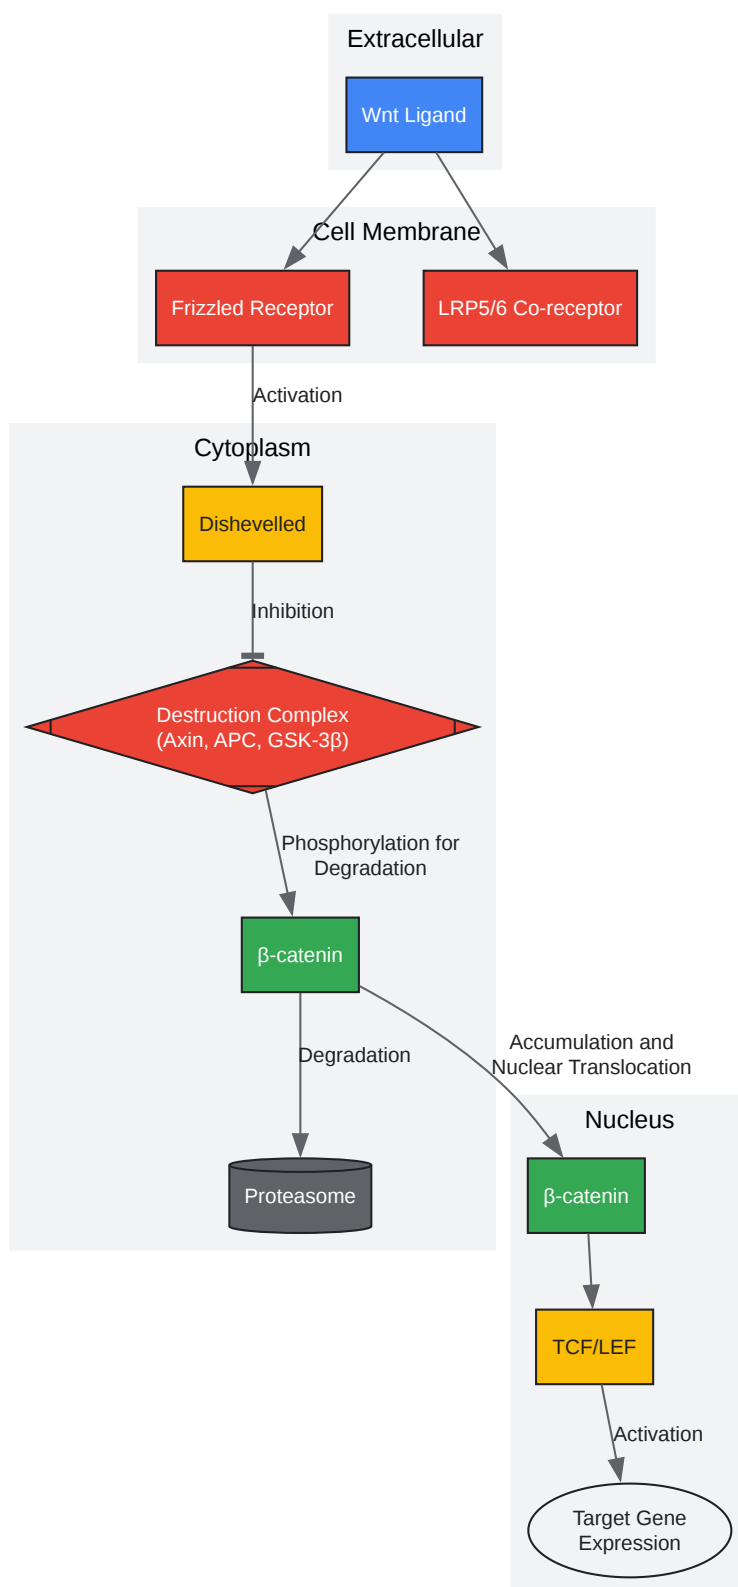 Extracellular
Wnt Ligand
Cell Membrane
Frizzled Receptor
LRP5/6 Co-receptor
Activation
Cytoplasm
Dishevelled
Inhibition
Destruction Complex
(Axin, APC, GSK-3β)
Phosphorylation for
Degradation
β-catenin
Accumulation and
Nuclear Translocation
Degradation
Nucleus
β-catenin
Proteasome
TCF/LEF
Activation
Target Gene
Expression